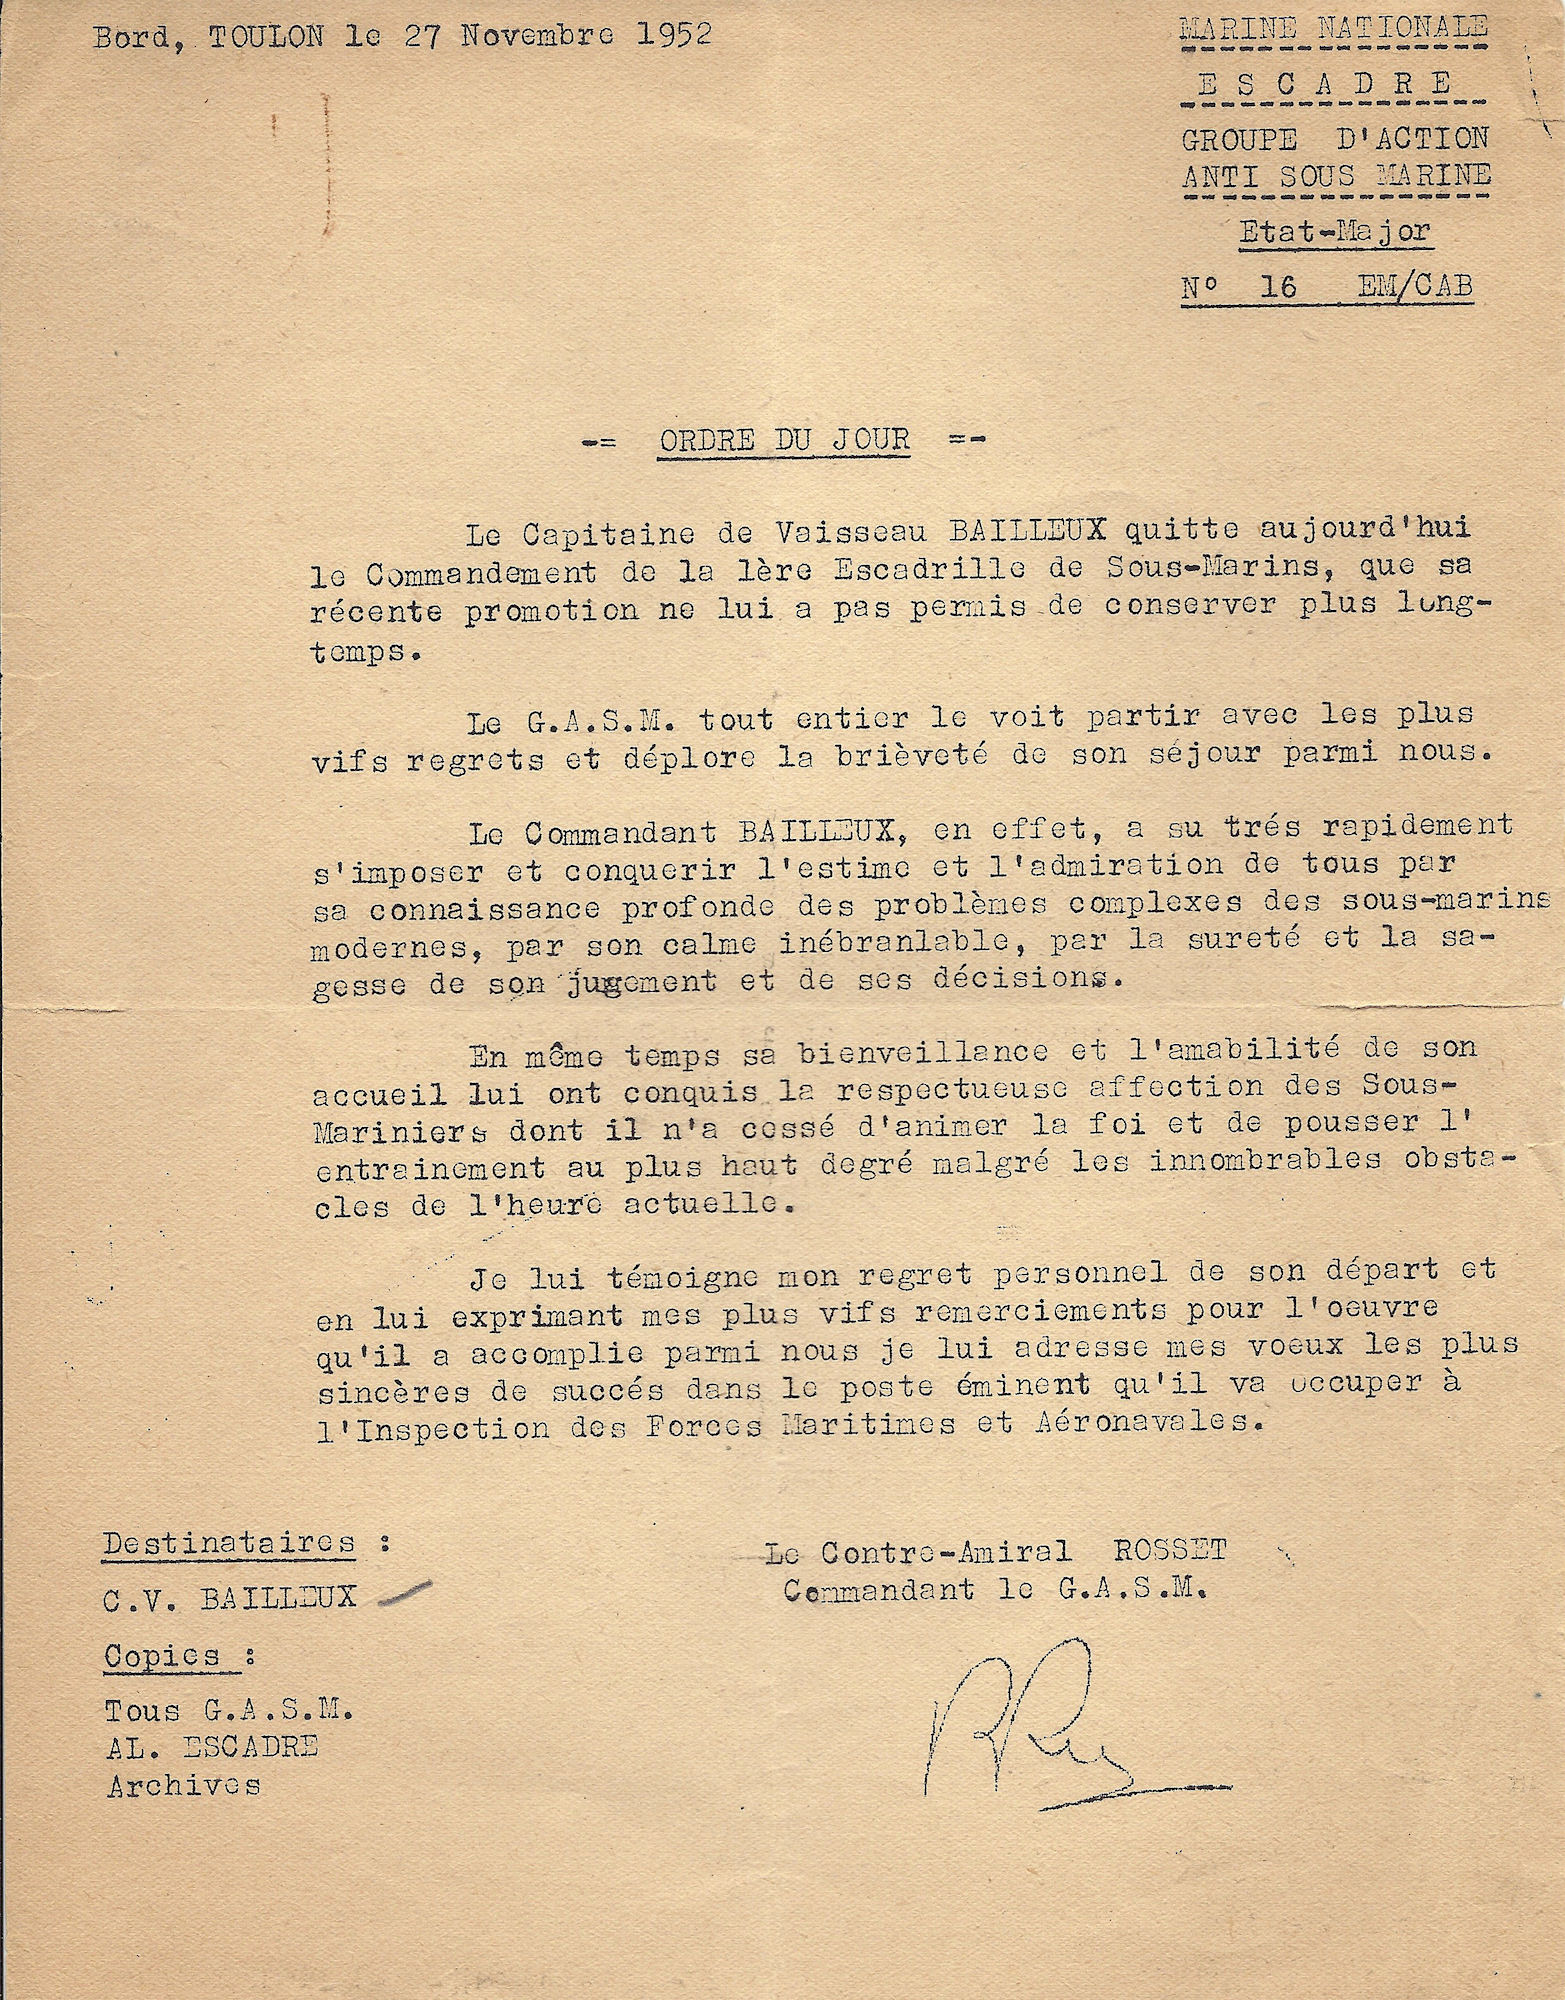 Bord, TOULON le 27 Novembre 1952
MARINE NATIONALE
E S C A D R E
GROUPE D'ACTION
ANTI SOUS MARINE
Etat-Major
N° 16 EM/CAB
-= ORDRE DU JOUR =-
Le Capitaine de Vaisseau BAILLEUX quitte aujourd'hui
le Commandement de la 1ère Escadrille de Sous-Marins, que sa
récente promotion ne lui a pas permis de conserver plus long-
temps.
Le G.A.S.M. tout entier le voit partir avec les plus
vifs regrets et déplore la brièveté de son séjour parmi nous.
Le Commandant BAILLEUX, en effet, a su trés rapidement
s'imposer et conquerir l'estime et l'admiration de tous par
sa connaissance profonde des problèmes complexes des sous-marins
modernes, par son calme inébranlable, par la sureté et la sa-
gesse de son jugement et de ses décisions.
En même temps sa bienveillance et l'amabilité de son
accueil lui ont conquis la respectueuse affection des Sous-
Mariniers dont il n'a cessé d'animer la foi et de pousser l'
entrainement au plus haut degré malgré les innombrables obsta-
cles de l'heure actuelle.
Je lui témoigne mon regret personnel de son départ et
en lui exprimant mes plus vifs remerciements pour l'oeuvre
qu'il a accomplie parmi nous je lui adresse mes voeux les plus
sincères de succés dans le poste éminent qu'il va occuper à
l'Inspection des Forces Maritimes et Aéronavales.
Destinataires :
C.V. BAILLEUX
Copies :
Tous G.A.S.M.
AL. ESCADRE
Archives
Le Contre-Amiral ROSSET
Commandant le G.A.S.M.